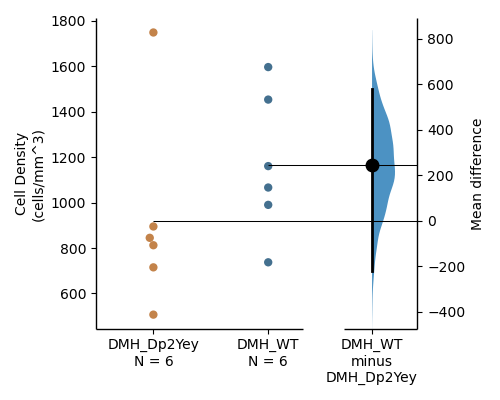 1800
1600
1400
1200
1000
800
600
Cell Density
(cells/mm^3)
800
600
400
200
0
−200
−400
Mean difference
DMH_Dp2Yey
N = 6
DMH_WT
N = 6
DMH_WT
minus
DMH_Dp2Yey